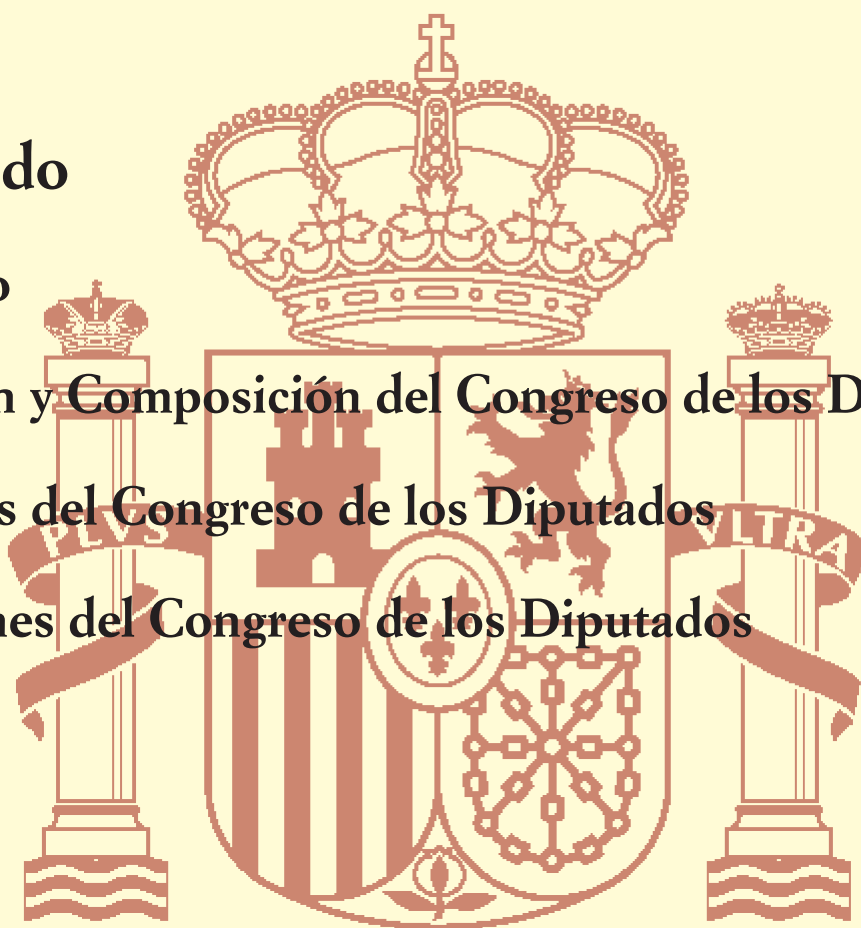 do
o
n y Composición del Congreso de los D
s del Congreso de los Diputados
nes del Congreso de los Diputados
PLVS
VLTRA